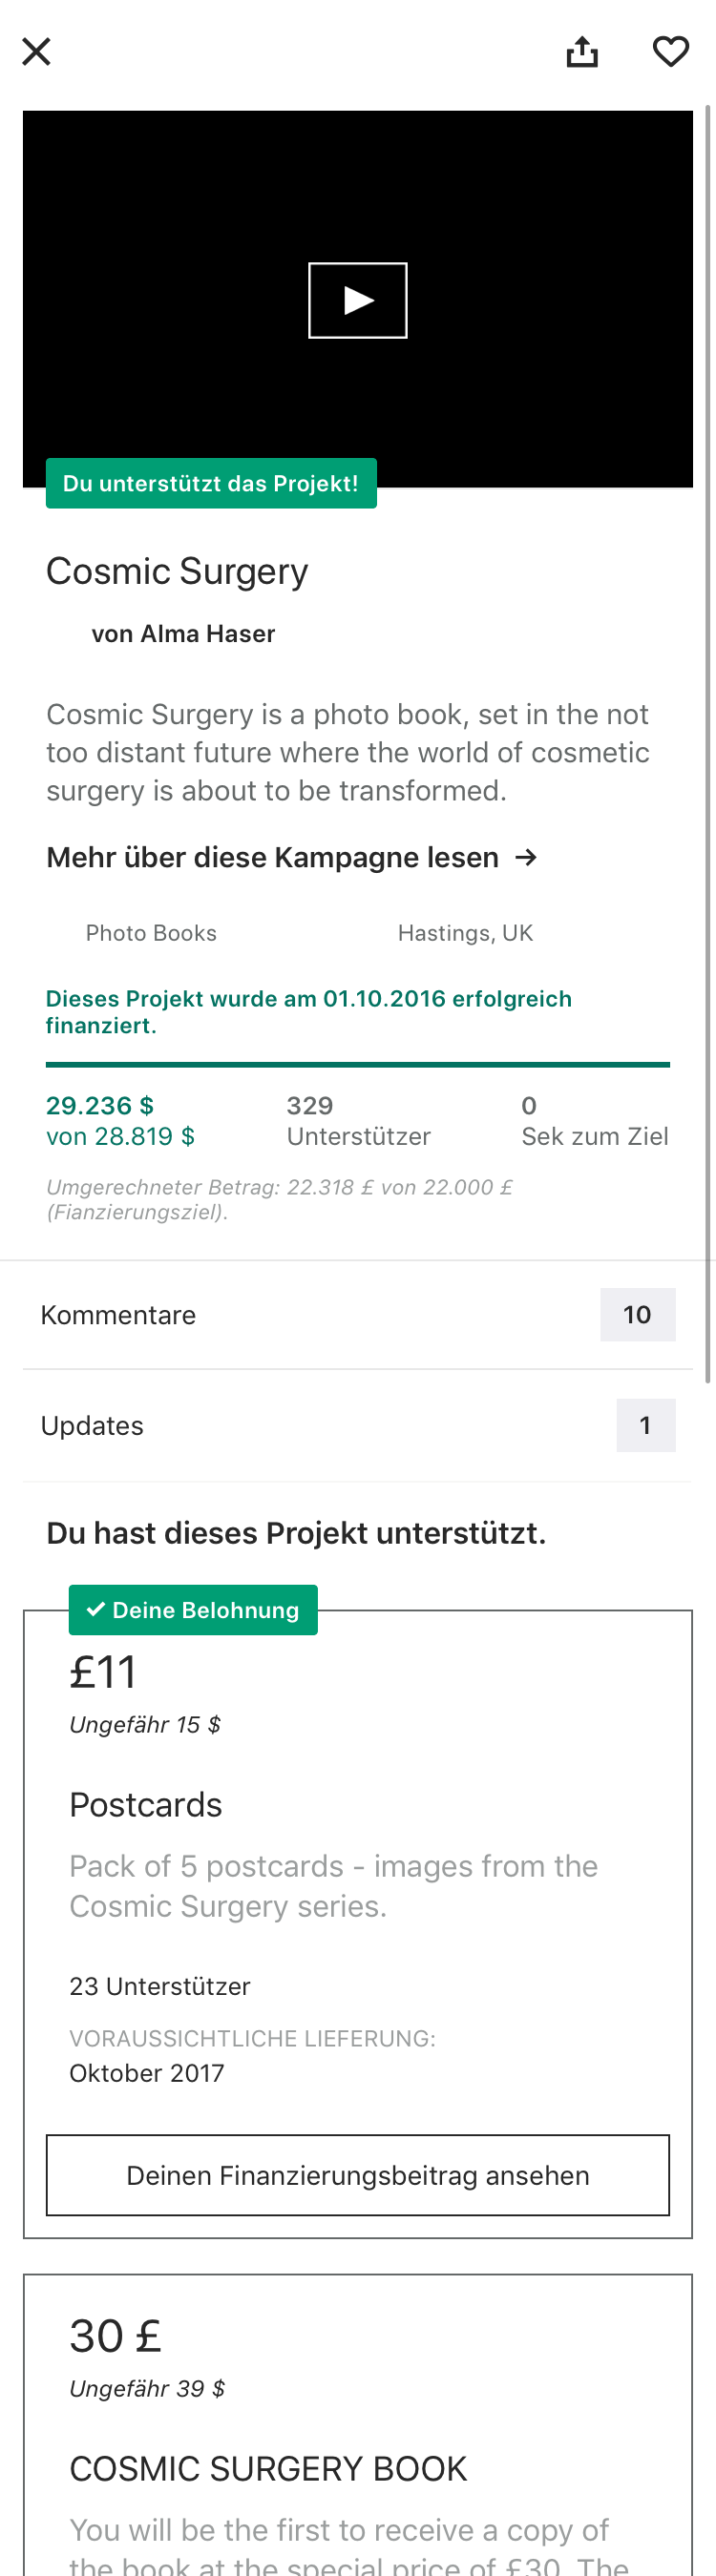 Du unterstützt das Projekt!
Cosmic Surgery
von Alma Haser
Cosmic Surgery is a photo book, set in the not
too distant future where the world of cosmetic
surgery is about to be transformed.
Mehr über diese Kampagne lesen →
Photo Books
Hastings, UK
Dieses Projekt wurde am 01.10.2016 erfolgreich
finanziert.
29.236 $
von 28.819 $
329
Unterstützer
0
Sek zum Ziel
Umgerechneter Betrag: 22.318 £ von 22.000 £
(Fianzierungsziel).
Kommentare
10
Updates
1
Du hast dieses Projekt unterstützt.
Deine Belohnung
£11
Ungefähr 15 $
Postcards
Pack of 5 postcards - images from the
Cosmic Surgery series.
23 Unterstützer
VORAUSSICHTLICHE LIEFERUNG:
Oktober 2017
Deinen Finanzierungsbeitrag ansehen
30 £
Ungefähr 39 $
COSMIC SURGERY BOOK
You will be the first to receive a copy of
the book at the special price of £30. The